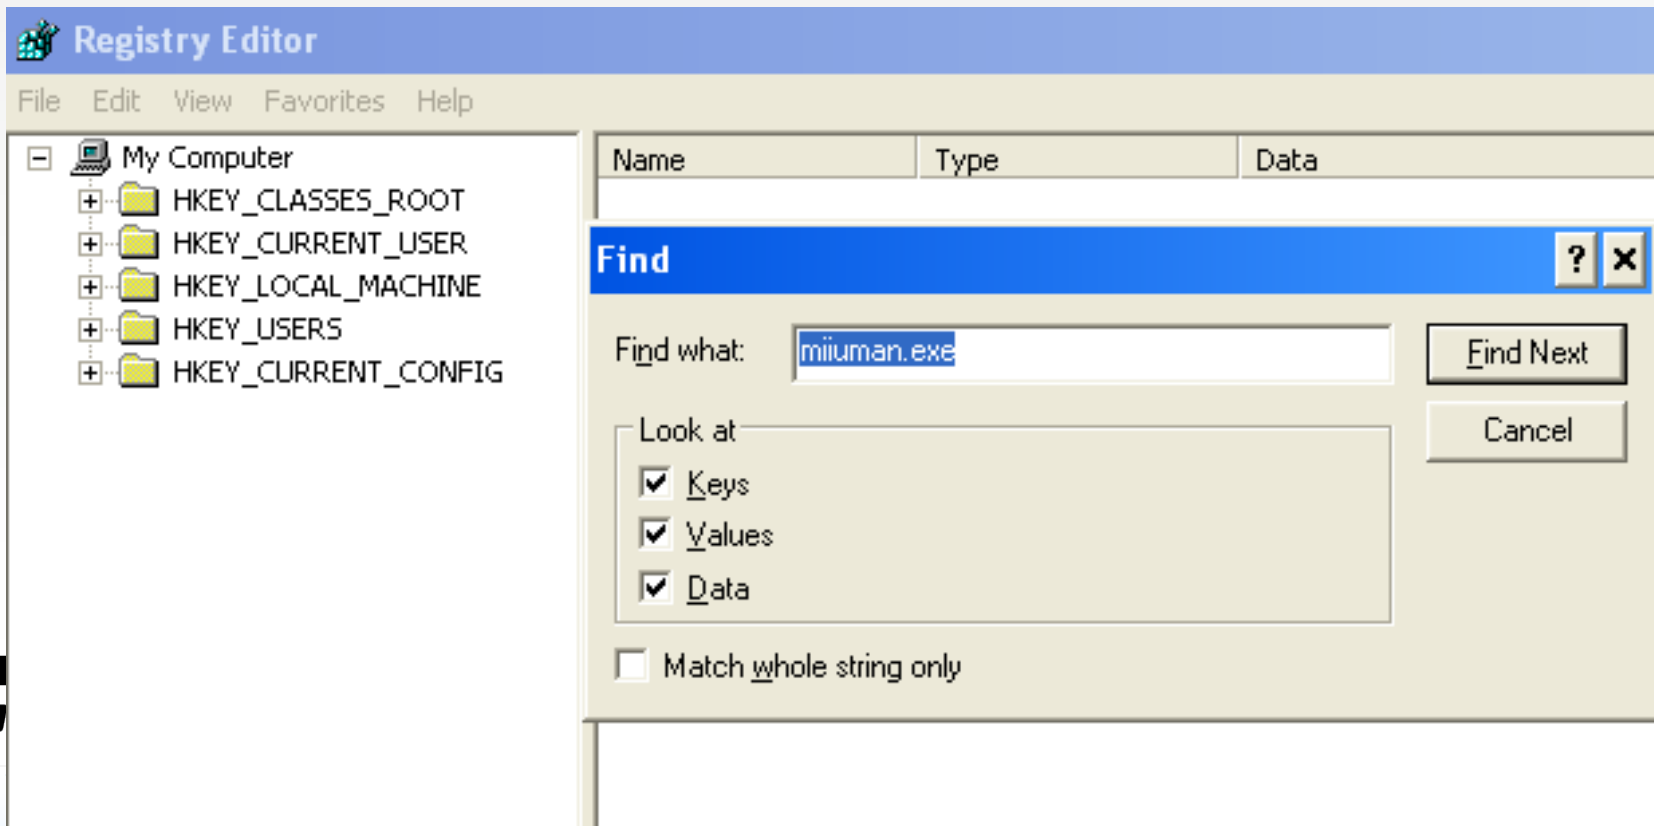 Registry Editor
File Edit View Favorites Help
My Computer
HKEY_CLASSES_ROOT
HKEY_CURRENT_USER
HKEY_LOCAL_MACHINE
HKEY_USERS
HKEY_CURRENT_CONFIG
Name Type Data
Find
Find what: miiuman.exe
Find Next
Look at
Cancel
Keys
Values
Data
Match whole string only